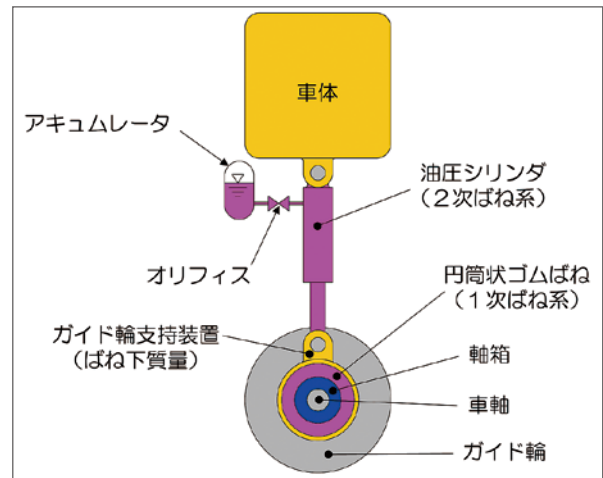 車体
アキュムレータ
油圧シリンダ
（２次ばね系）
オリフィス
円筒状ゴムばね
（１次ばね系）
ガイド輪支持装置
（ばね下質量）
軸箱
車軸
ガイド輪